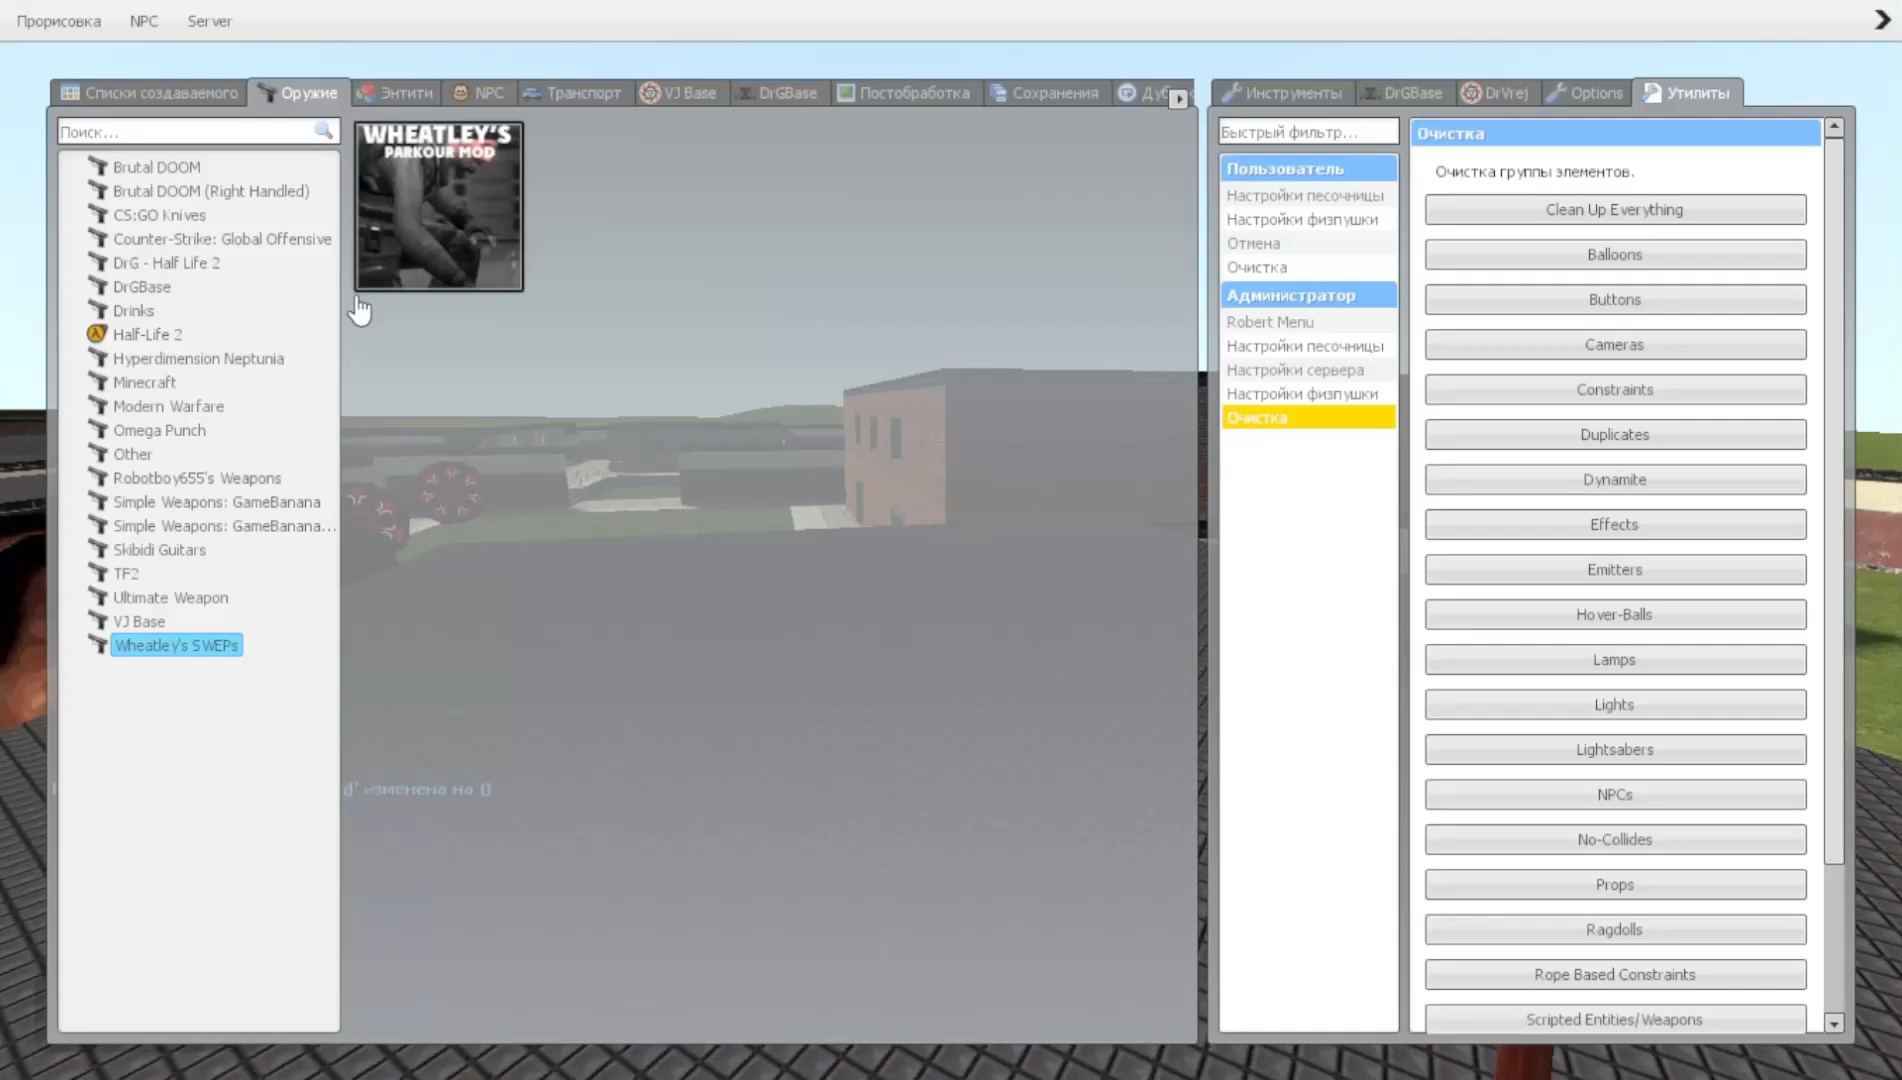 Прорисовка NPC Server
Списки создаваемого Оружие Энтити NPC Транспорт VJ Base DrGBase Постобработка Сохранения
Инструменты DrGBase DrVrej Options Утилиты
Поиск...
Brutal DOOM
Brutal DOOM (Right Handled)
CS:GO Knives
Counter-Strike: Global Offensive
DrG - Half Life 2
DrGBase
Drinks
Half-Life 2
Hyperdimension Neptunia
Minecraft
Modern Warfare
Omega Punch
Other
Robotboy655's Weapons
Simple Weapons: GameBanana
Simple Weapons: GameBanana...
Skibidi Guitars
TF2
Ultimate Weapon
VJ Base
Wheatley's SWEPs
WHEATLEY'S
PARKOUR MOD
d' изменена на 0
Быстрый фильтр...
Пользователь
Настройки песочницы
Настройки физпушки
Отмена
Очистка
Администратор
Robert Menu
Настройки песочницы
Настройки сервера
Настройки физпушки
Очистка
Очистка
Очистка группы элементов.
Clean Up Everything
Balloons
Buttons
Cameras
Constraints
Duplicates
Dynamite
Effects
Emitters
Hover-Balls
Lamps
Lights
Lightsabers
NPCs
No-Collides
Props
Ragdolls
Rope Based Constraints
Scripted Entities/Weapons